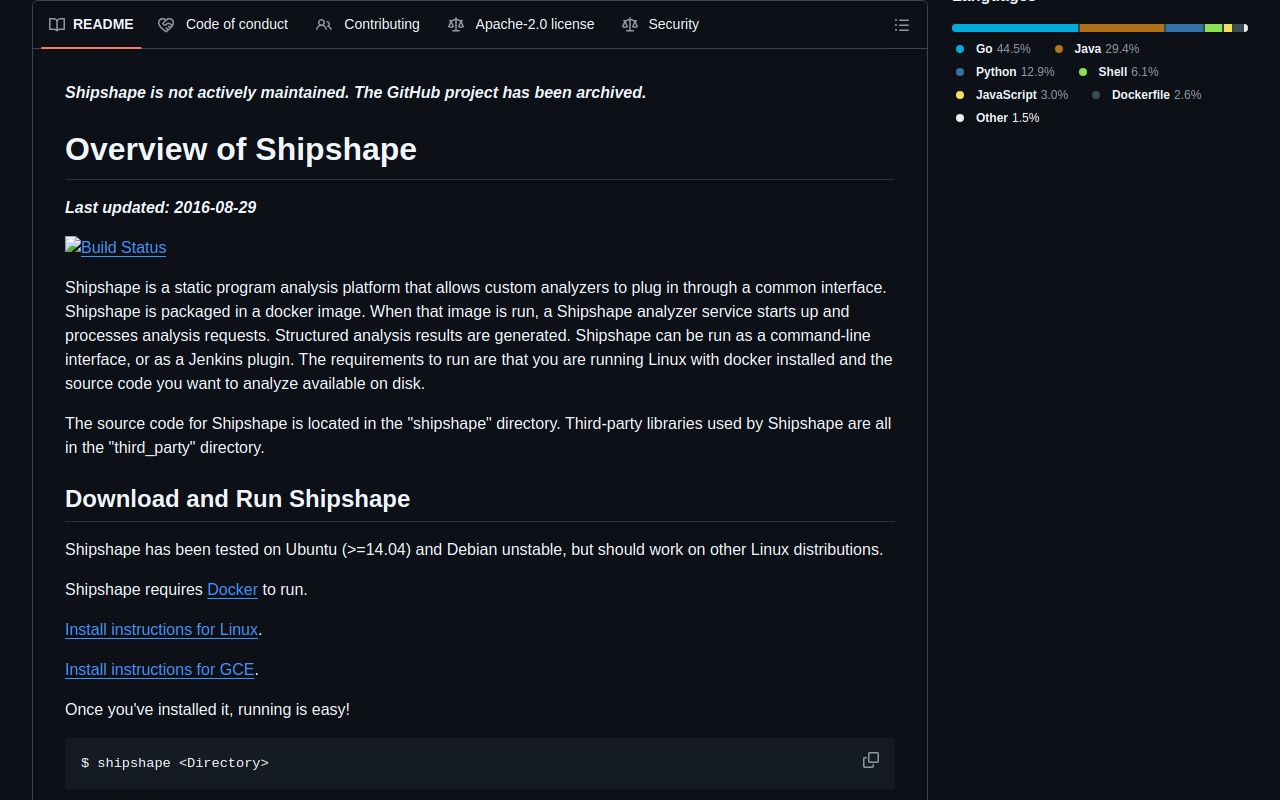 README
Code of conduct
Contributing
Apache-2.0 license
Security
Shipshape is not actively maintained. The GitHub project has been archived.
Overview of Shipshape
Last updated: 2016-08-29
Build Status
Shipshape is a static program analysis platform that allows custom analyzers to plug in through a common interface.
Shipshape is packaged in a docker image. When that image is run, a Shipshape analyzer service starts up and
processes analysis requests. Structured analysis results are generated. Shipshape can be run as a command-line
interface, or as a Jenkins plugin. The requirements to run are that you are running Linux with docker installed and the
source code you want to analyze available on disk.
The source code for Shipshape is located in the "shipshape" directory. Third-party libraries used by Shipshape are all
in the "third_party" directory.
Download and Run Shipshape
Shipshape has been tested on Ubuntu (>=14.04) and Debian unstable, but should work on other Linux distributions.
Shipshape requires Docker to run.
Install instructions for Linux.
Install instructions for GCE.
Once you've installed it, running is easy!
$ shipshape <Directory>
Languages
Go 44.5%
Java 29.4%
Python 12.9%
Shell 6.1%
JavaScript 3.0%
Dockerfile 2.6%
Other 1.5%